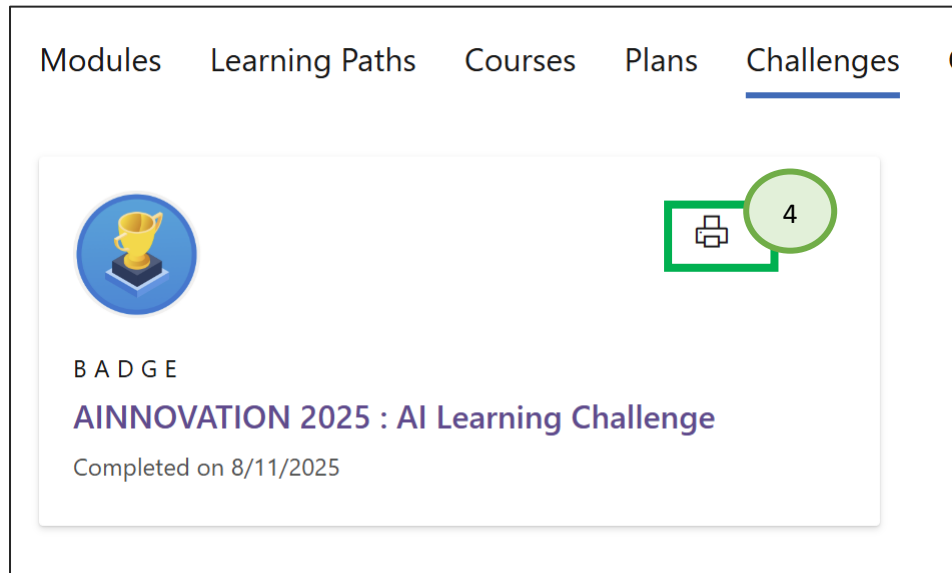 Modules Learning Paths Courses Plans Challenges
4
BADGE
AINNOVATION 2025 : AI Learning Challenge
Completed on 8/11/2025